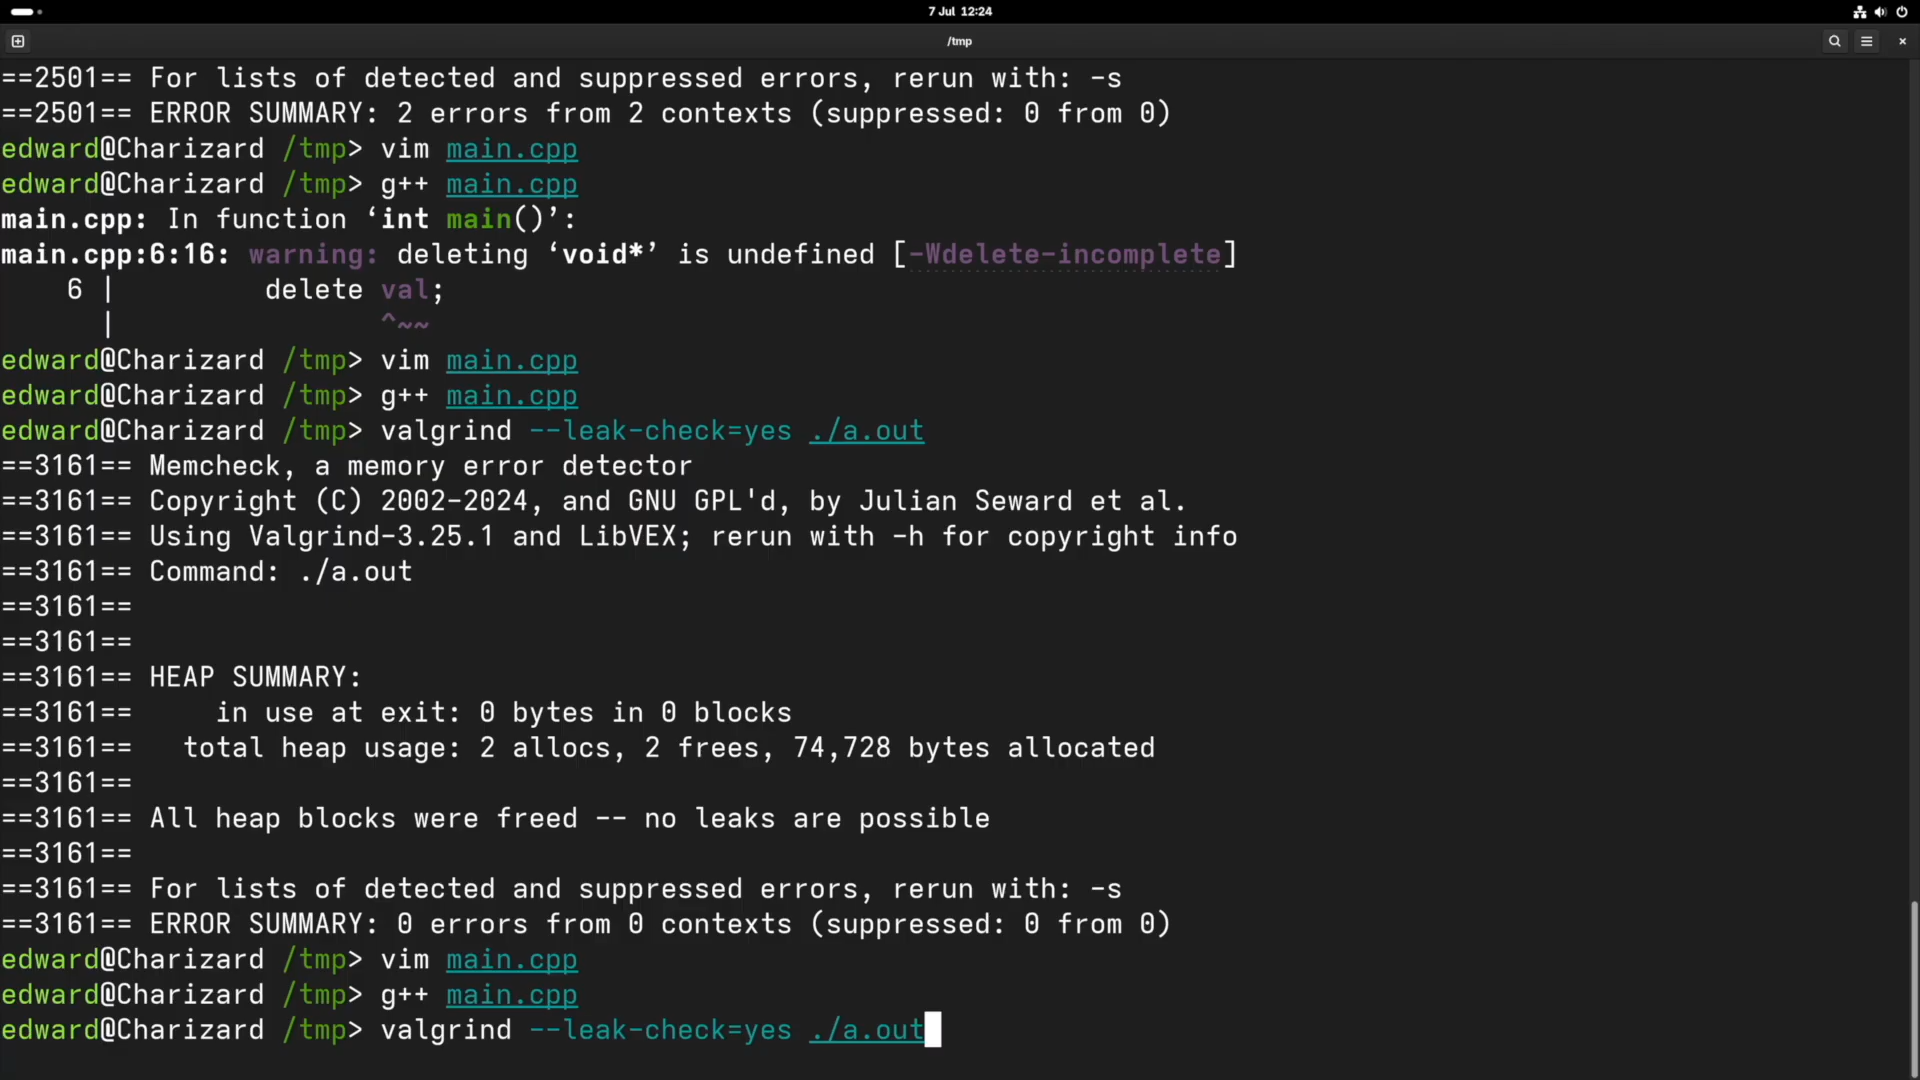 7 Jul 12:24
/tmp
==2501== For lists of detected and suppressed errors, rerun with: -s
==2501== ERROR SUMMARY: 2 errors from 2 contexts (suppressed: 0 from 0)
edward@Charizard /tmp> vim main.cpp
edward@Charizard /tmp> g++ main.cpp
main.cpp: In function ‘int main()’:
main.cpp:6:16: warning: deleting ‘void*’ is undefined [-Wdelete-incomplete]
    6 |         delete val;
      |                ^~~
edward@Charizard /tmp> vim main.cpp
edward@Charizard /tmp> g++ main.cpp
edward@Charizard /tmp> valgrind --leak-check=yes ./a.out
==3161== Memcheck, a memory error detector
==3161== Copyright (C) 2002-2024, and GNU GPL'd, by Julian Seward et al.
==3161== Using Valgrind-3.25.1 and LibVEX; rerun with -h for copyright info
==3161== Command: ./a.out
==3161==
==3161==
==3161== HEAP SUMMARY:
==3161==     in use at exit: 0 bytes in 0 blocks
==3161==   total heap usage: 2 allocs, 2 frees, 74,728 bytes allocated
==3161==
==3161== All heap blocks were freed -- no leaks are possible
==3161==
==3161== For lists of detected and suppressed errors, rerun with: -s
==3161== ERROR SUMMARY: 0 errors from 0 contexts (suppressed: 0 from 0)
edward@Charizard /tmp> vim main.cpp
edward@Charizard /tmp> g++ main.cpp
edward@Charizard /tmp> valgrind --leak-check=yes ./a.out